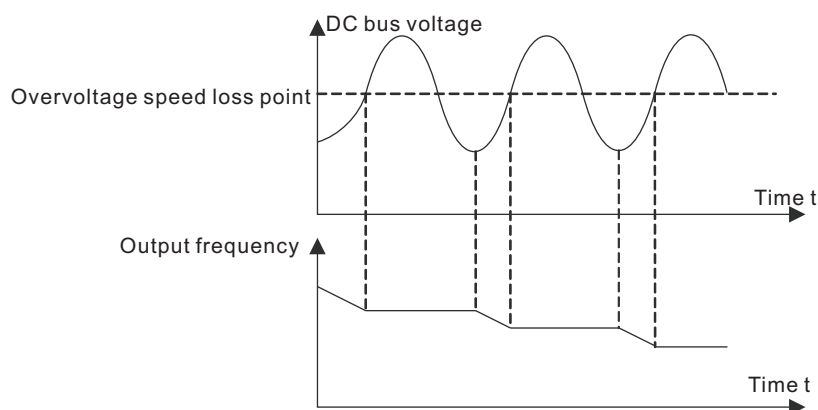 DC bus voltage
Overvoltage speed loss point
Time t
Output frequency
Time t